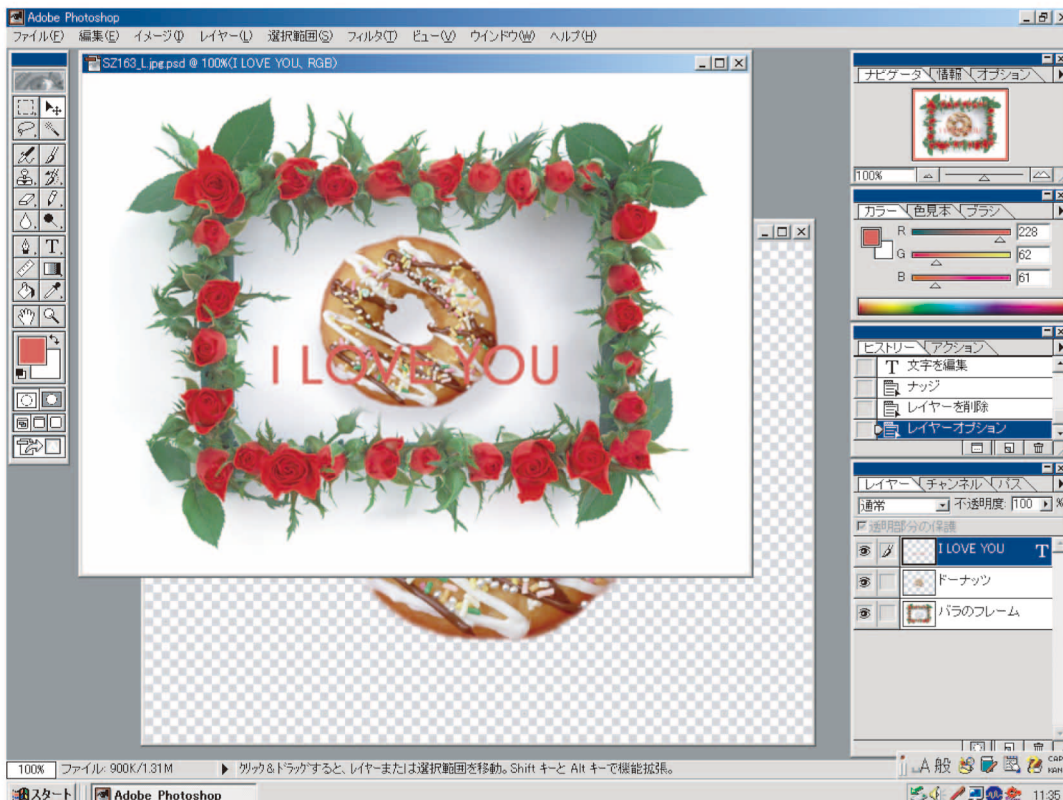 Adobe Photoshop
ファイル(F) 編集(E) イメージ(I) レイヤー(L) 選択範囲(S) フィルタ(T) ビュー(V) ウインドウ(W) ヘルプ(H)
SZ163_L.jpg.psd @ 100%(I LOVE YOU, RGB)
I LOVE YOU
ナビゲータ 情報 オプション
100%
カラー 色見本 ブラシ
R 228
G 62
B 61
ヒストリー アクション
T 文字を編集
ナッジ
レイヤーを削除
レイヤーオプション
レイヤー チャンネル パス
通常 不透明度: 100 %
透明部分の保護
I LOVE YOU T
ドーナッツ
バラのフレーム
100% ファイル: 900K/1.31M クリック&ドラッグすると、レイヤーまたは選択範囲を移動。Shift キーと Alt キーで機能拡張。
A 般 CAP
スタート Adobe Photoshop 11:35